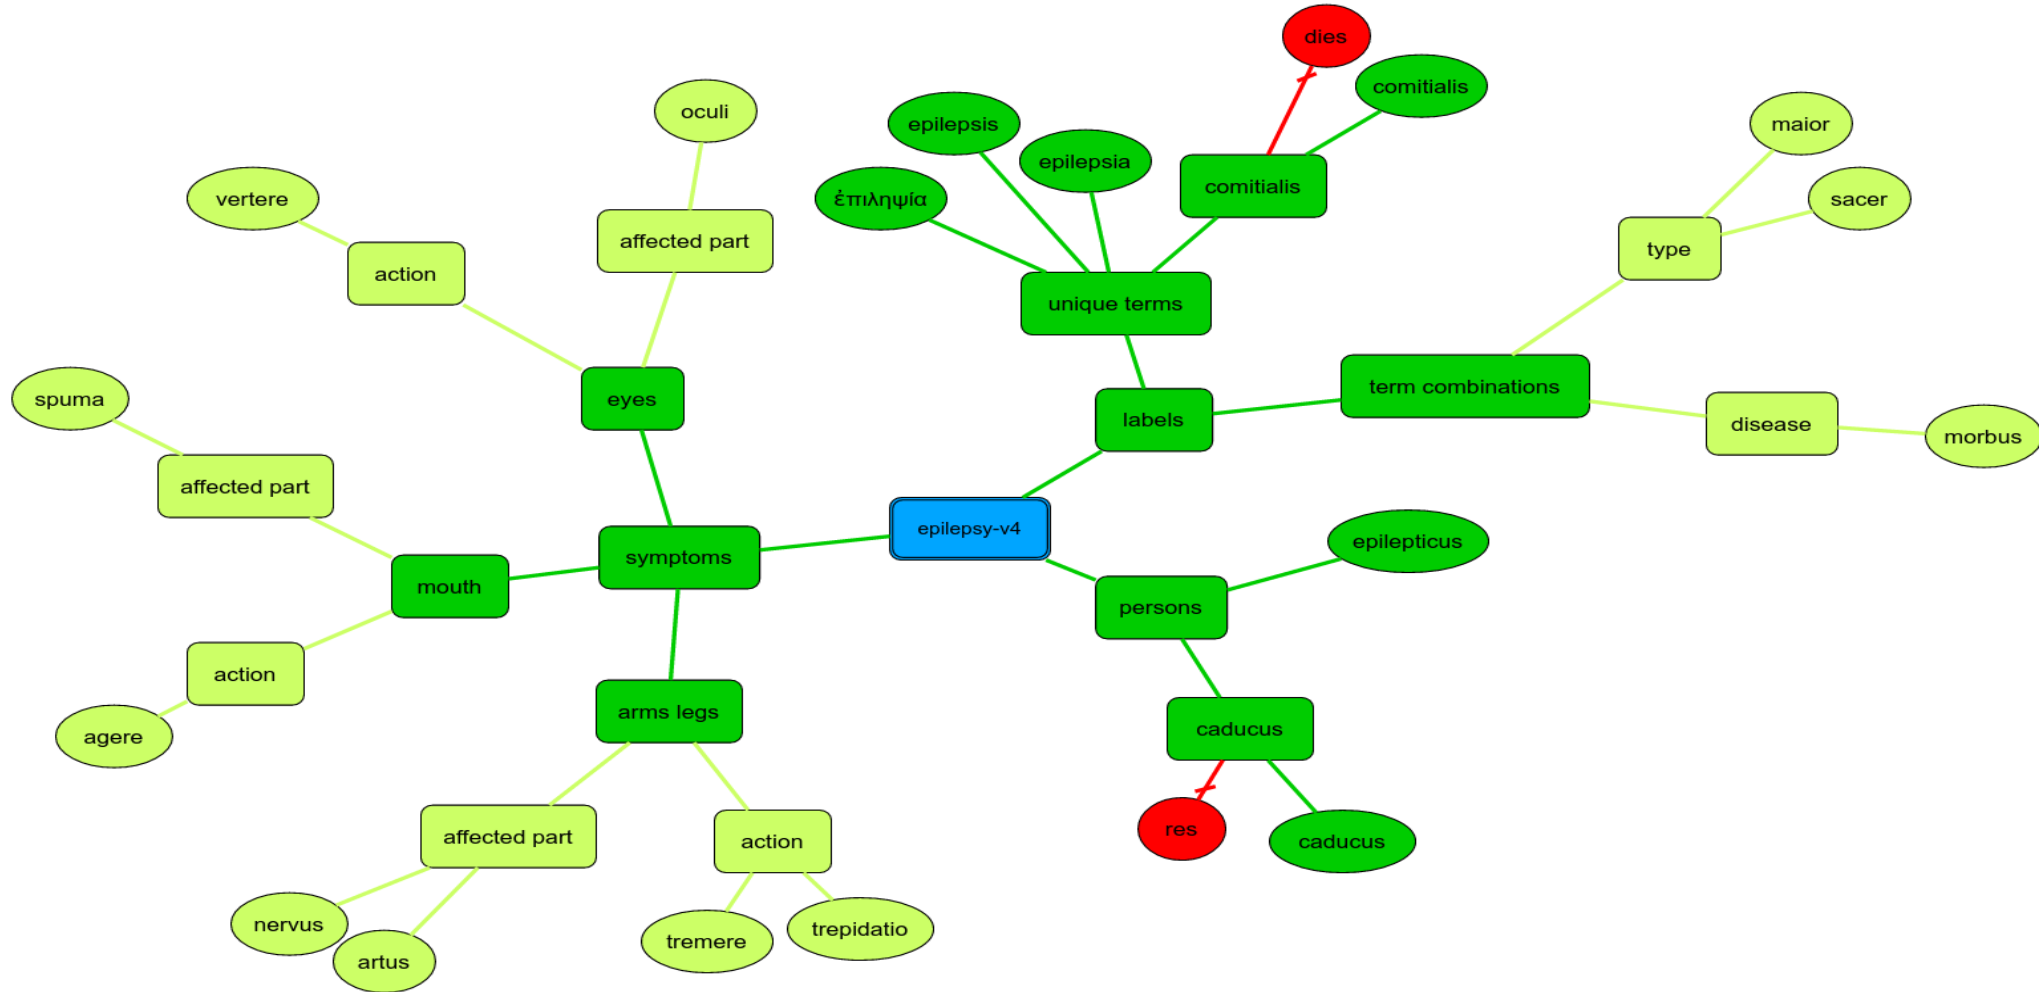 dies
comitialis
oculi
epilepsis
maior
epilepsia
comitialis
vertere
ἐπιληψία
sacer
affected part
type
action
unique terms
term combinations
spuma
eyes
labels
disease
morbus
affected part
epilepsy-v4
epilepticus
symptoms
mouth
persons
action
arms legs
caducus
agere
affected part
action
res
caducus
nervus
tremere
trepidatio
artus